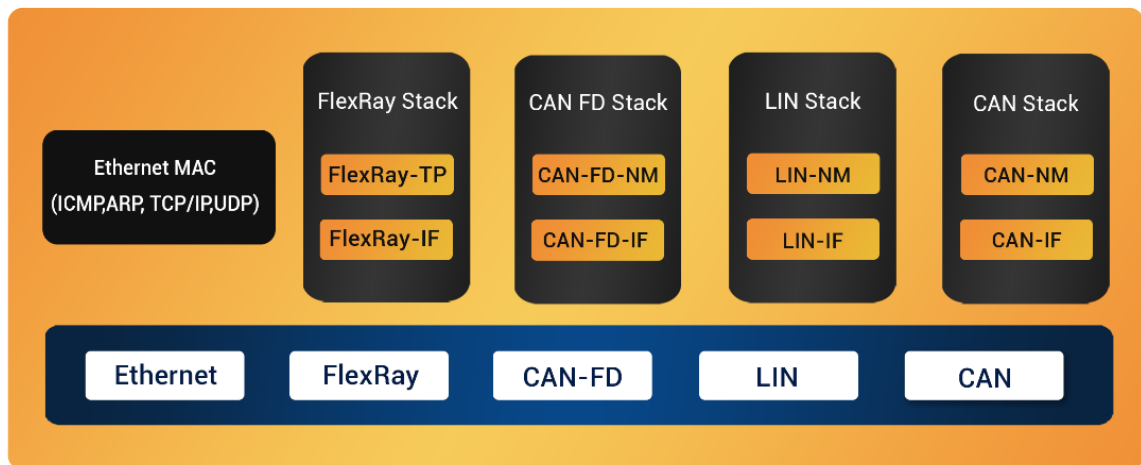 FlexRay Stack
CAN FD Stack
LIN Stack
CAN Stack
Ethernet MAC
(ICMP,ARP, TCP/IP,UDP)
FlexRay-TP
CAN-FD-NM
LIN-NM
CAN-NM
FlexRay-IF
CAN-FD-IF
LIN-IF
CAN-IF
Ethernet
FlexRay
CAN-FD
LIN
CAN